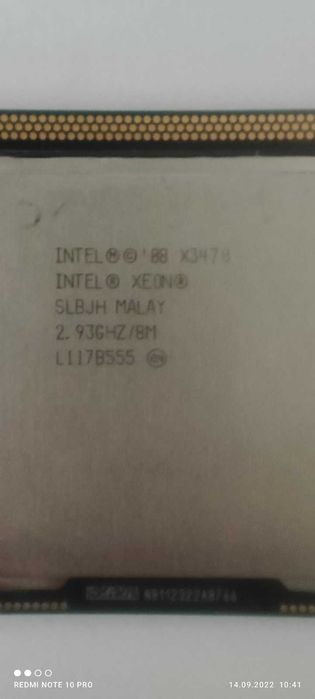 INTEL®©'08 X3470
INTEL® XEON®
SLBJH MALAY
2.93GHZ/8M
L117B555
REDMI NOTE 10 PRO
14.09.2022 10:41